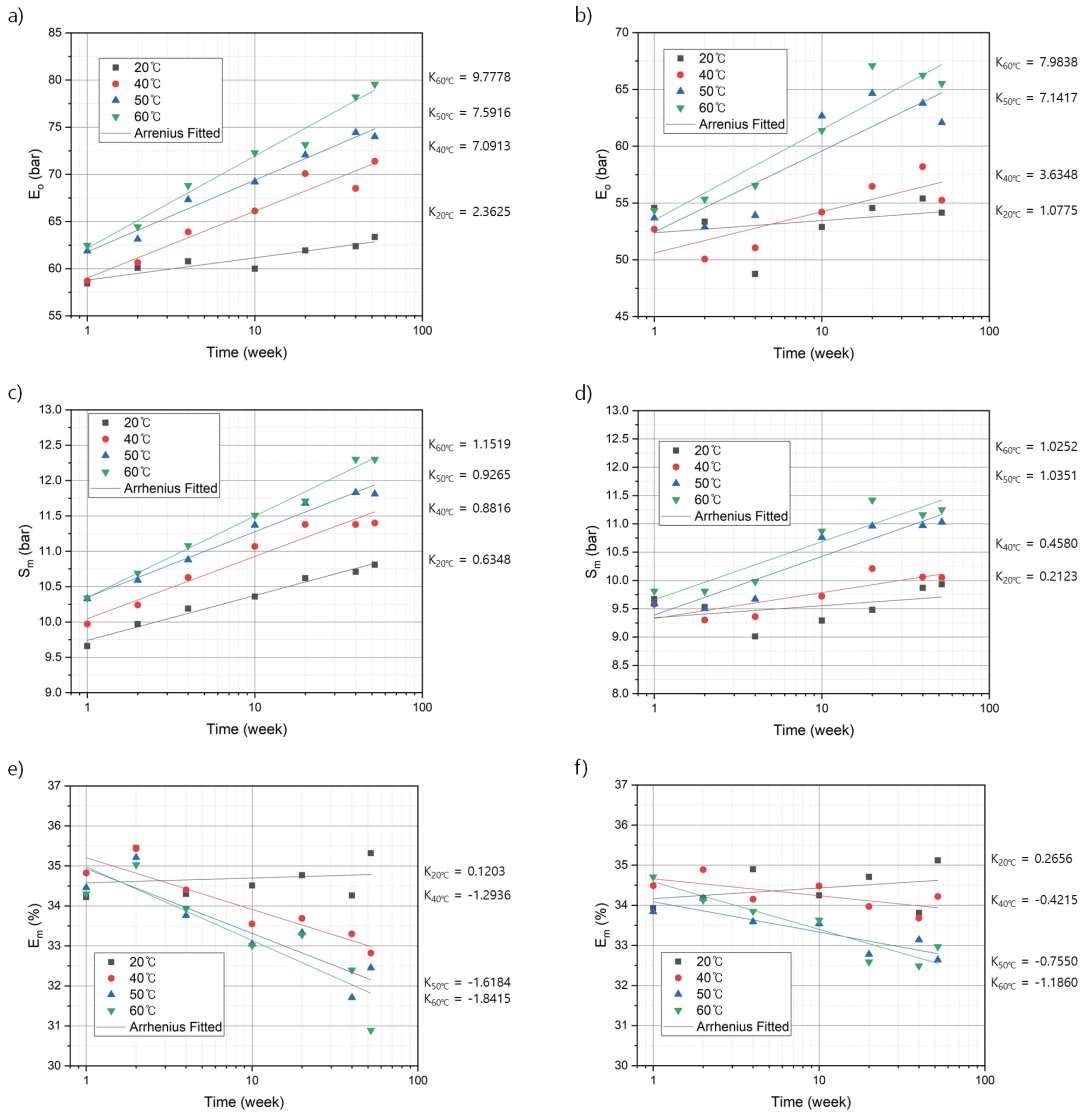 a)
85
80
75
70
65
60
55
E₀ (bar)
20℃
40℃
50℃
60℃
Arrenius Fitted
1
10
100
Time (week)
K60℃ = 9.7778
K50℃ = 7.5916
K40℃ = 7.0913
K20℃ = 2.3625
b)
70
65
60
55
50
45
E₀ (bar)
20℃
40℃
50℃
60℃
Arrenius Fitted
1
10
100
Time (week)
K60℃ = 7.9838
K50℃ = 7.1417
K40℃ = 3.6348
K20℃ = 1.0775
c)
13.0
12.5
12.0
11.5
11.0
10.5
10.0
9.5
9.0
Sm (bar)
20℃
40℃
50℃
60℃
Arrhenius Fitted
1
10
100
Time (week)
K60℃ = 1.1519
K50℃ = 0.9265
K40℃ = 0.8816
K20℃ = 0.6348
d)
13.0
12.5
12.0
11.5
11.0
10.5
10.0
9.5
9.0
8.5
8.0
Sm (bar)
20℃
40℃
50℃
60℃
Arrhenius Fitted
1
10
100
Time (week)
K60℃ = 1.0252
K50℃ = 1.0351
K40℃ = 0.4580
K20℃ = 0.2123
e)
37
36
35
34
33
32
31
30
Em (%)
20℃
40℃
50℃
60℃
Arrhenius Fitted
1
10
100
Time (week)
K20℃ = 0.1203
K40℃ = -1.2936
K50℃ = -1.6184
K60℃ = -1.8415
f)
37
36
35
34
33
32
31
30
Em (%)
20℃
40℃
50℃
60℃
Arrhenius Fitted
1
10
100
Time (week)
K20℃ = 0.2656
K40℃ = -0.4215
K50℃ = -0.7550
K60℃ = -1.1860